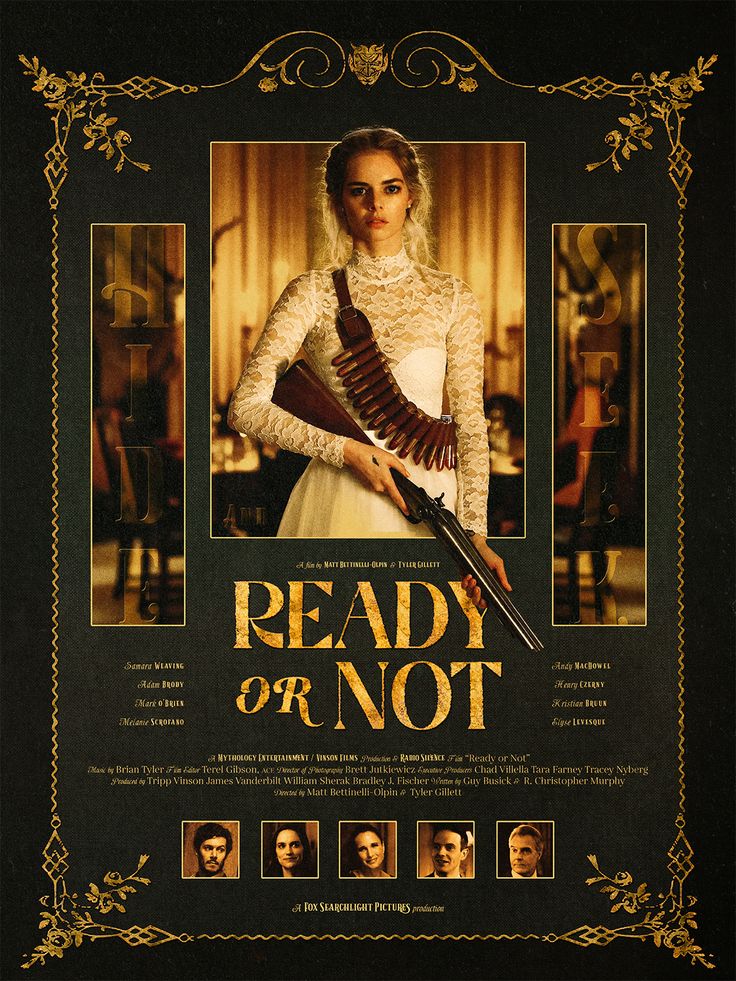 HIDE
SEEK
A film by MATT BETTINELLI-OLPIN & TYLER GILLETT
READY
OR NOT
SAMARA WEAVING
ADAM BRODY
MARK O'BRIEN
MELANIE SCROFANO
ANDY MACHOWEL
HENRY CZERNY
KRISTIAN BRUUN
ELYSE LEVESQUE
A MYTHOLOGY ENTERTAINMENT / VINSON FILMS Production & RADIO SILENCE Film "Ready or Not"
Music by Brian Tyler Film Editor Terel Gibson, ACE Director of Photography Brett Jutkiewicz Executive Producers Chad Villella Tara Farney Tracey Nyberg
Produced by Tripp Vinson James Vanderbilt William Sherak Bradley J. Fischer Written by Guy Busick & R. Christopher Murphy
Directed by Matt Bettinelli-Olpin & Tyler Gillett
A FOX SEARCHLIGHT PICTURES production